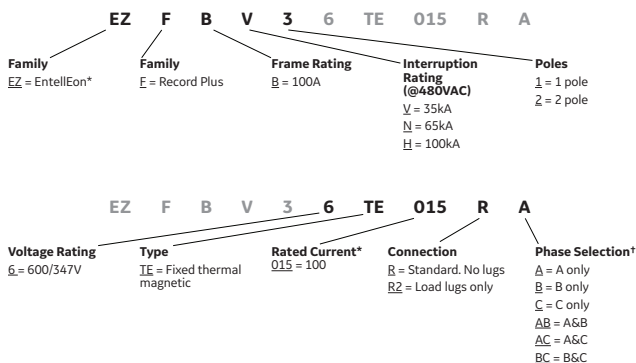 EZ F B V 3 6 TE 015 R A
Family
EZ = EntellEon*
Family
F = Record Plus
Frame Rating
B = 100A
Interruption
Rating
(@480VAC)
V = 35kA
N = 65kA
H = 100kA
Poles
1 = 1 pole
2 = 2 pole
EZ F B V 3 6 TE 015 R A
Voltage Rating
6 = 600/347V
Type
TE = Fixed thermal
magnetic
Rated Current*
015 = 100
Connection
R = Standard. No lugs
R2 = Load lugs only
Phase Selection†
A = A only
B = B only
C = C only
AB = A&B
AC = A&C
BC = B&C